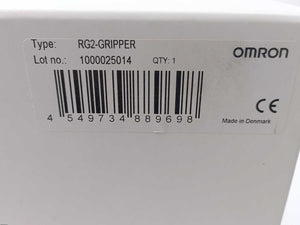 Type: RG2-GRIPPER
OMRON
Lot no.: 1000025014 QTY: 1
CE
4 549734 889698
Made in Denmark